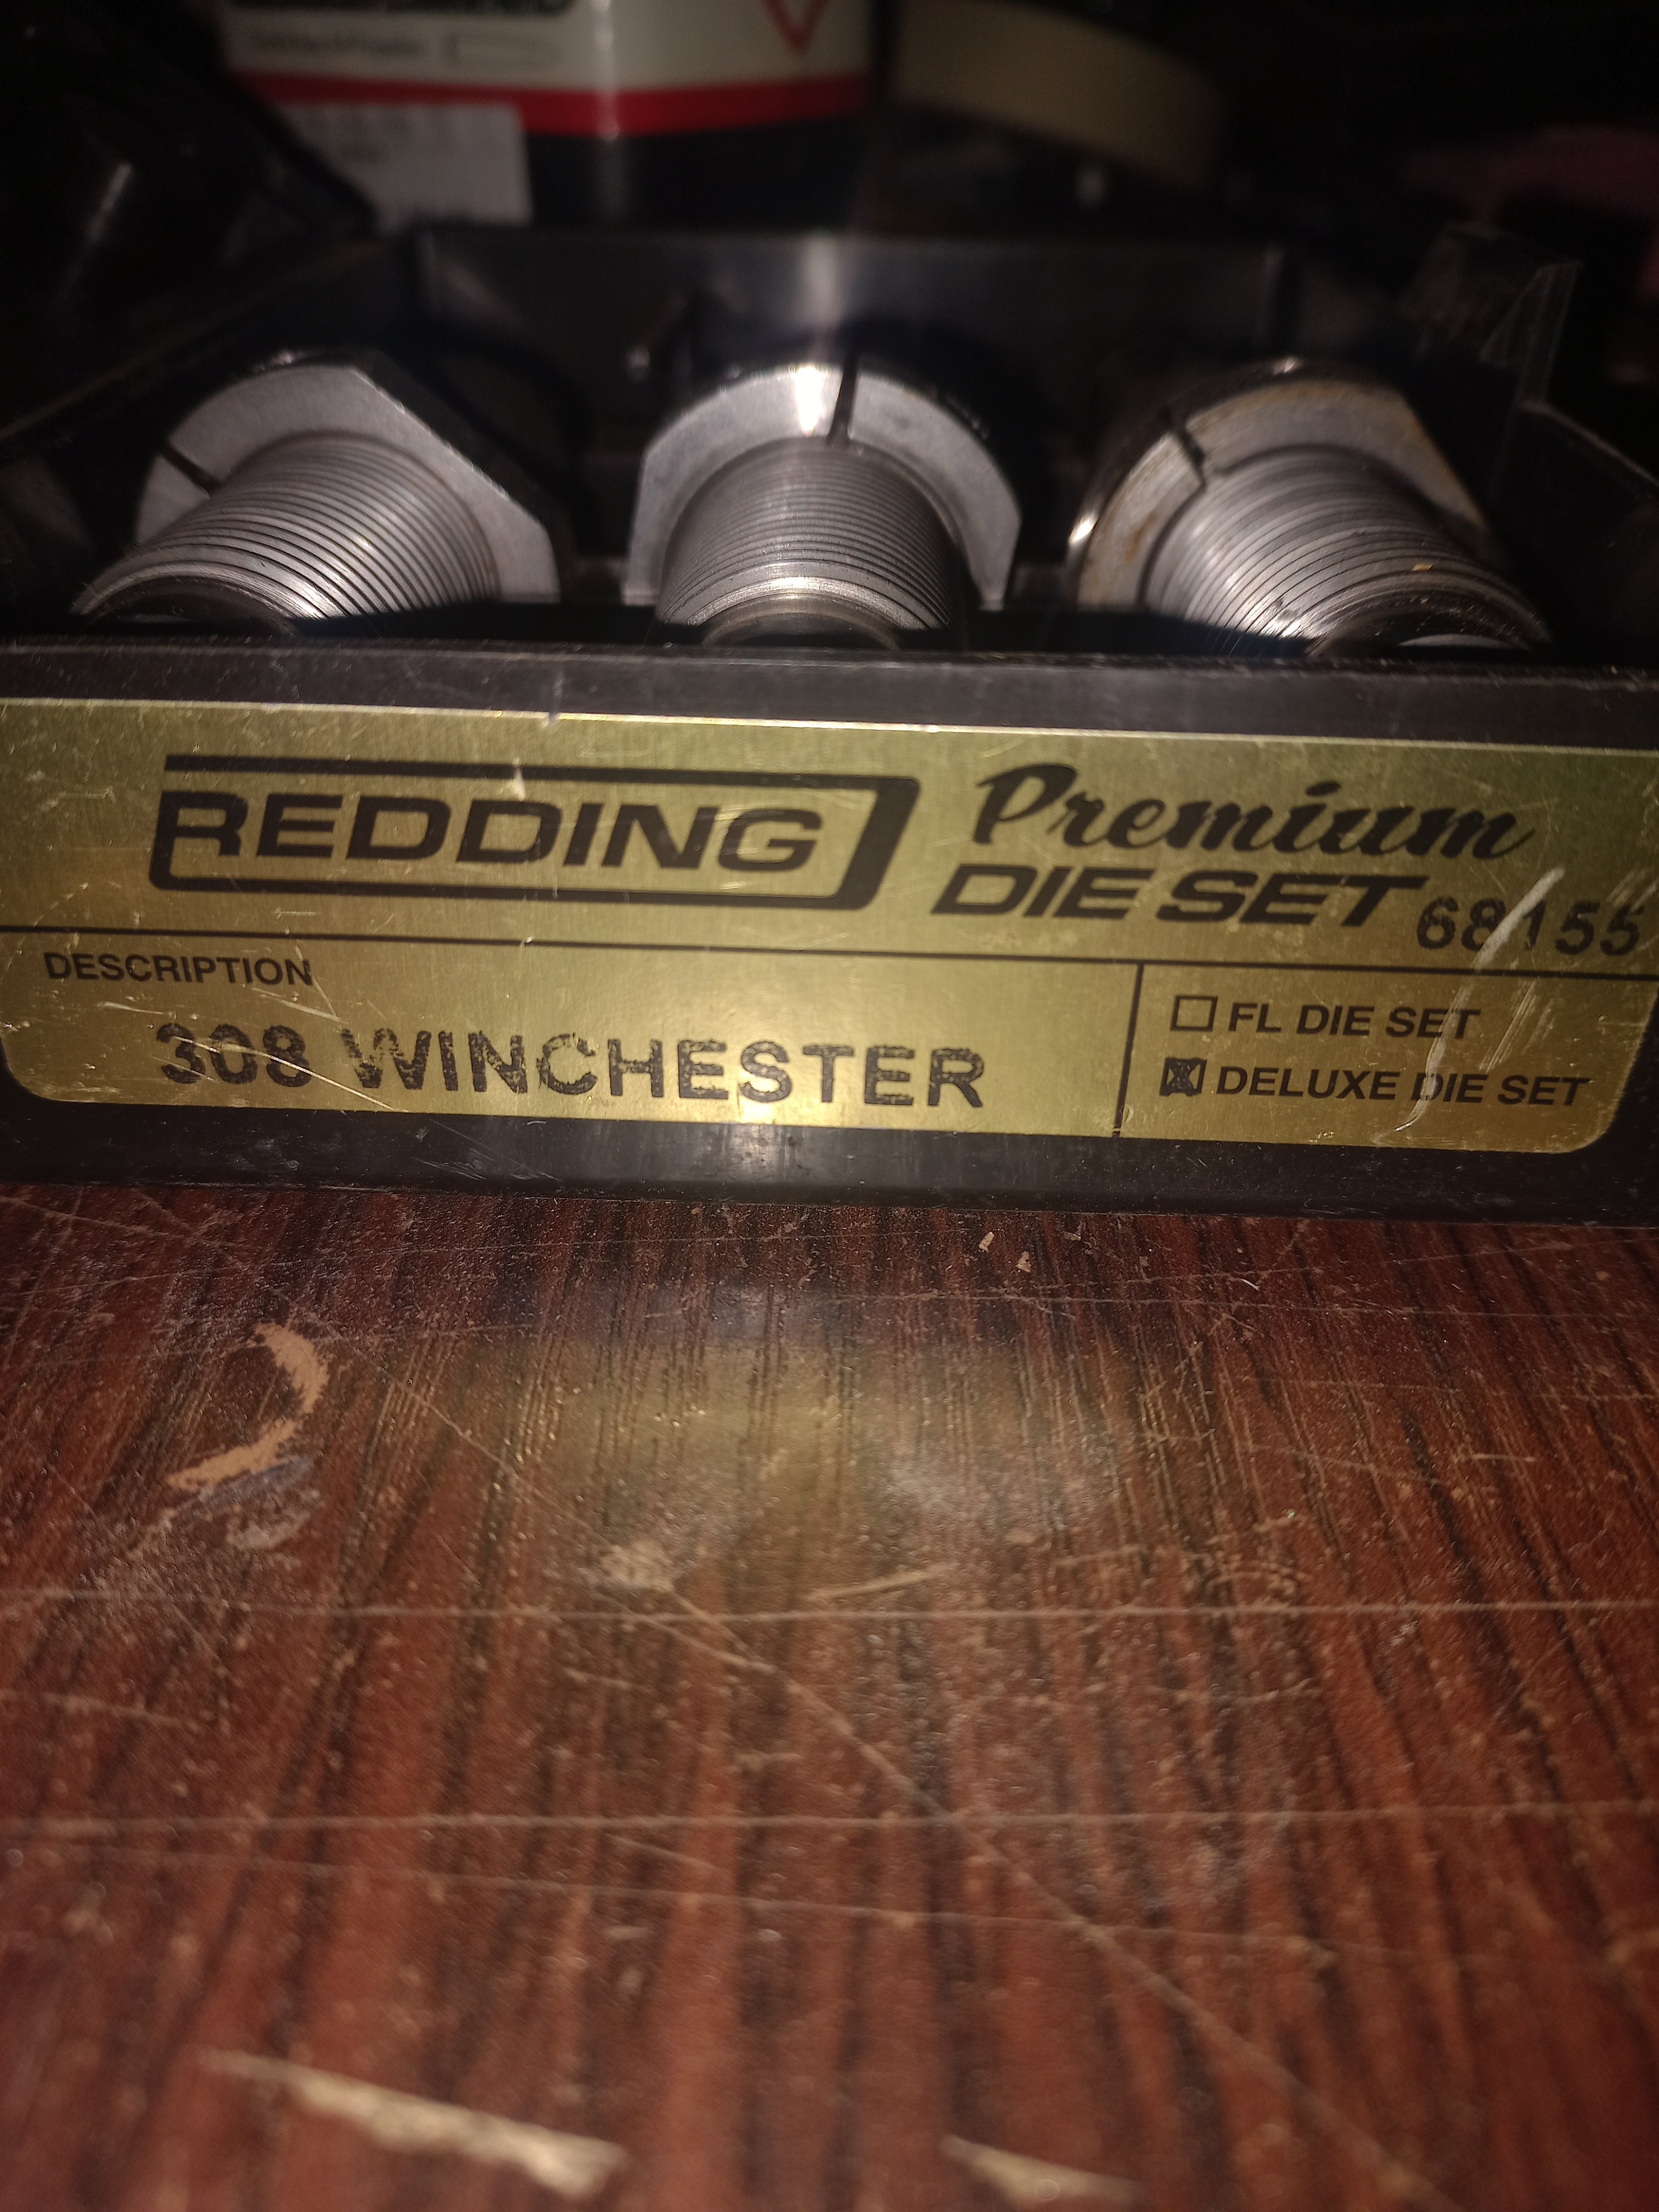 REDDING Premium
DIE SET 68155
DESCRIPTION
308 WINCHESTER
FL DIE SET
DELUXE DIE SET